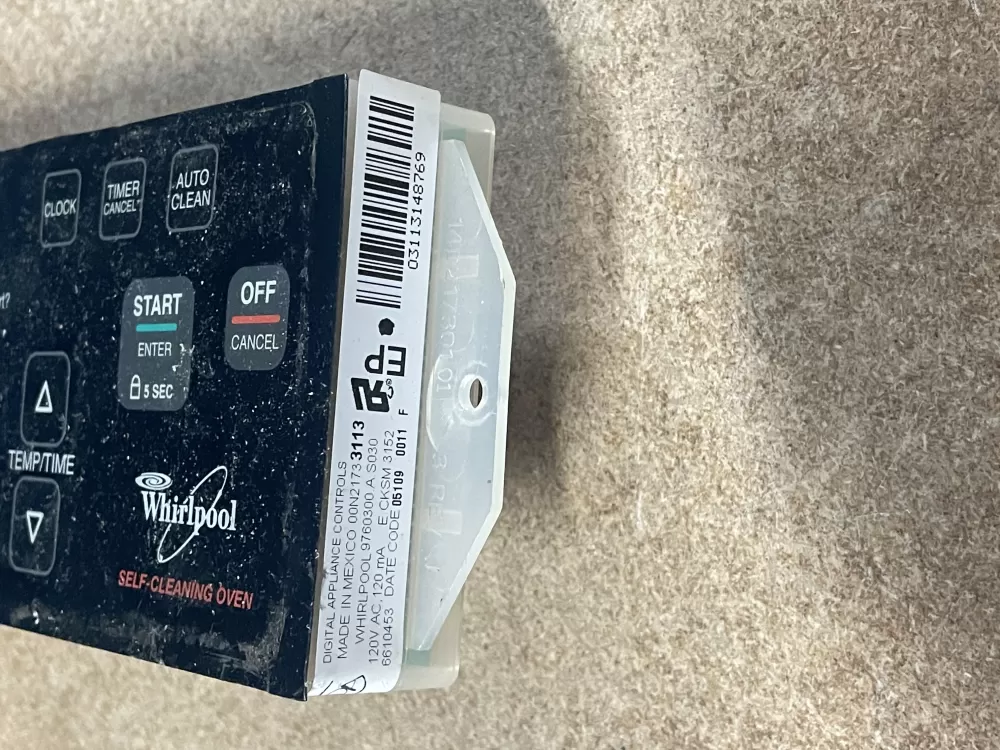 CLOCK
TIMER
CANCEL
AUTO
CLEAN
START
ENTER
5 SEC
OFF
CANCEL
TEMP/TIME
Whirlpool
SELF-CLEANING OVEN
03113148769
DIGITAL APPLIANCE CONTROLS
MADE IN MEXICO 00N2173 3113
WHIRLPOOL 9760300 A S030
120V AC, 120 mA E CKSM 3152
6610453 DATE CODE 05109 0011 F